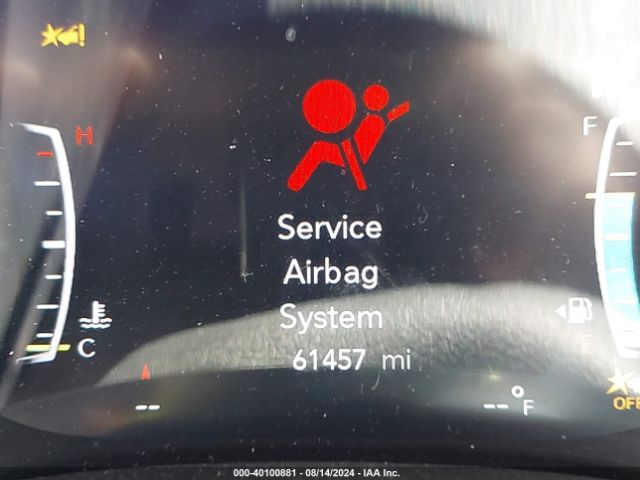 H
F
Service
Airbag
System
C
E
61457 mi
-- 
--°F
OFF
000-40100881 - 08/14/2024 - IAA Inc.